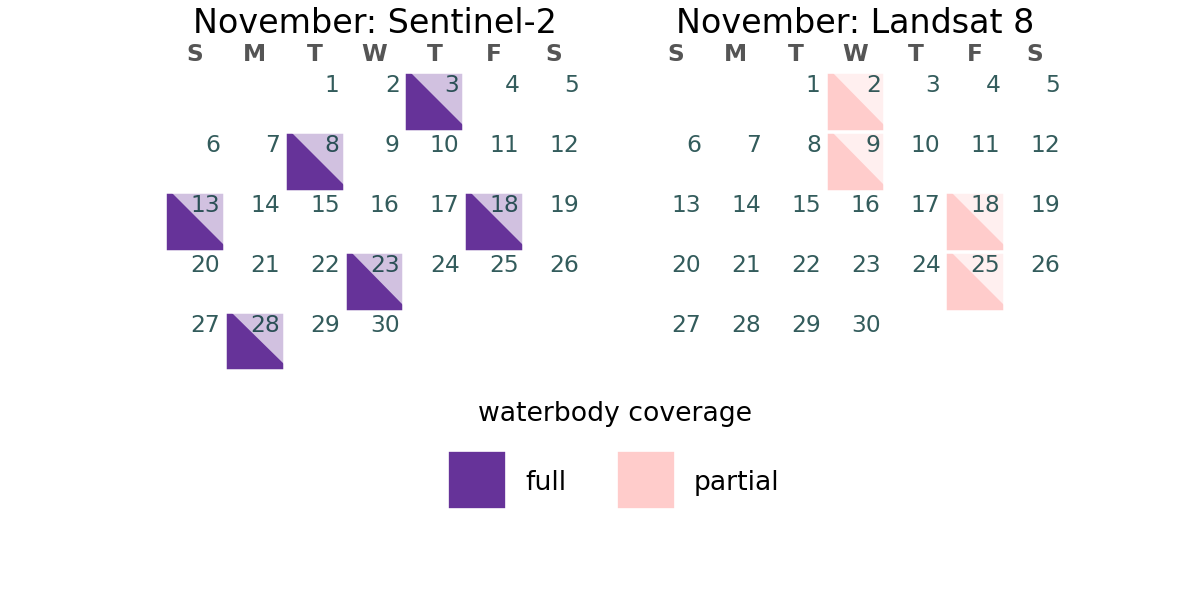 November: Sentinel-2
S M T W T F S
1 2 3 4 5
6 7 8 9 10 11 12
13 14 15 16 17 18 19
20 21 22 23 24 25 26
27 28 29 30
November: Landsat 8
S M T W T F S
1 2 3 4 5
6 7 8 9 10 11 12
13 14 15 16 17 18 19
20 21 22 23 24 25 26
27 28 29 30
waterbody coverage
full
partial